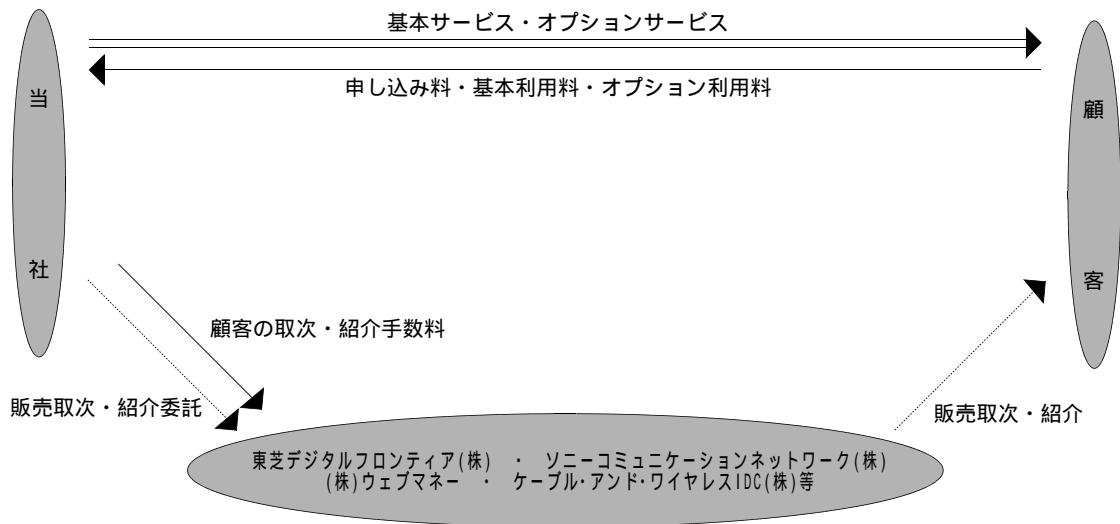 基本サービス・オプションサービス
申し込み料・基本利用料・オプション利用料
当社
顧客
顧客の取次・紹介手数料
販売取次・紹介委託
販売取次・紹介
東芝デジタルフロンティア(株) ・ ソニーコミュニケーションネットワーク(株)
(株)ウェブマネー ・ ケーブル・アンド・ワイヤレスIDC(株)等